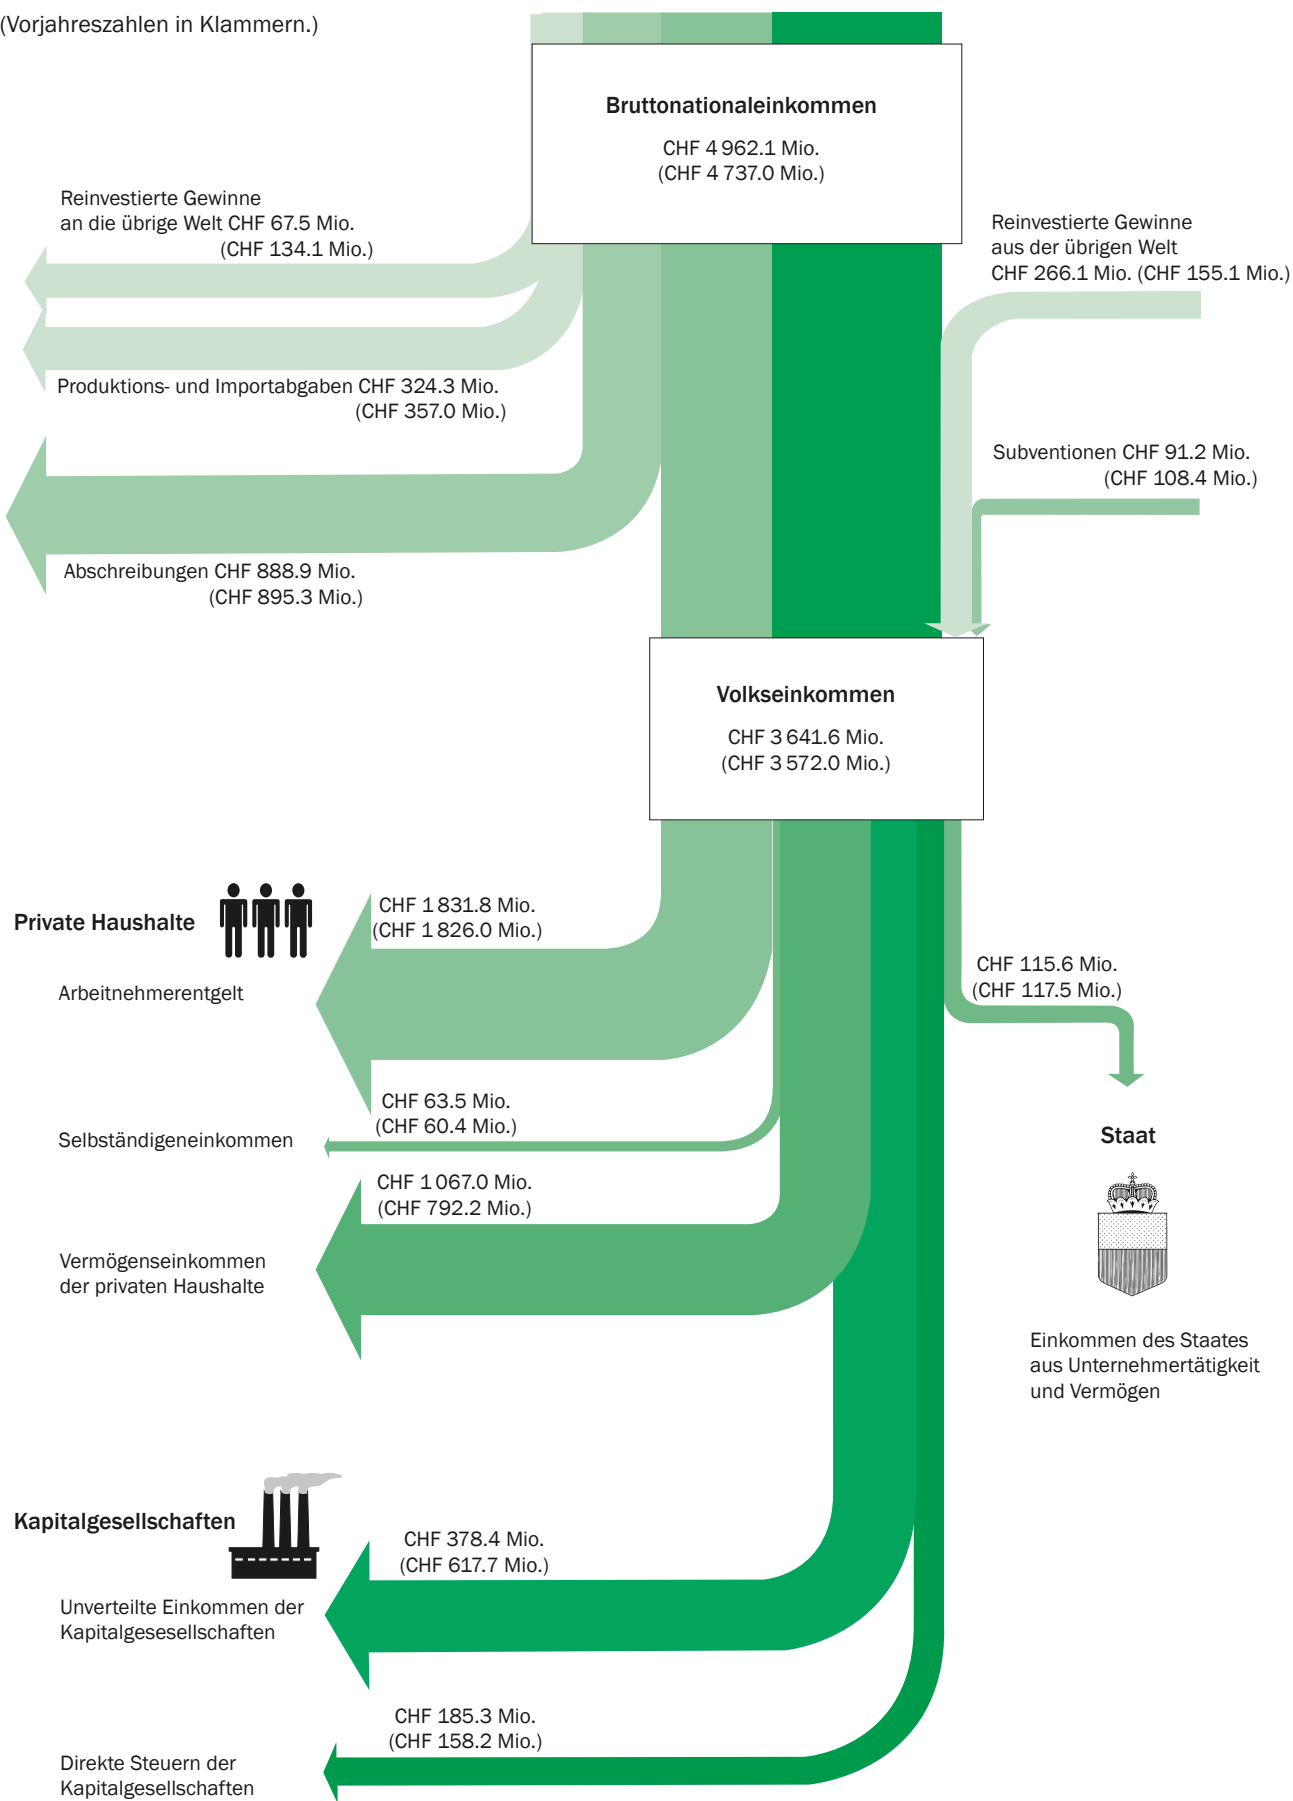 (Vorjahreszahlen in Klammern.)
Bruttonationaleinkommen
CHF 4 962.1 Mio.
(CHF 4 737.0 Mio.)
Reinvestierte Gewinne
an die übrige Welt CHF 67.5 Mio.
(CHF 134.1 Mio.)
Reinvestierte Gewinne
aus der übrigen Welt
CHF 266.1 Mio. (CHF 155.1 Mio.)
Produktions- und Importabgaben CHF 324.3 Mio.
(CHF 357.0 Mio.)
Subventionen CHF 91.2 Mio.
(CHF 108.4 Mio.)
Abschreibungen CHF 888.9 Mio.
(CHF 895.3 Mio.)
Volkseinkommen
CHF 3 641.6 Mio.
(CHF 3 572.0 Mio.)
Private Haushalte
CHF 1 831.8 Mio.
(CHF 1 826.0 Mio.)
Arbeitnehmerentgelt
CHF 115.6 Mio.
(CHF 117.5 Mio.)
CHF 63.5 Mio.
(CHF 60.4 Mio.)
Selbständigeneinkommen
Staat
CHF 1 067.0 Mio.
(CHF 792.2 Mio.)
Vermögenseinkommen
der privaten Haushalte
Einkommen des Staates
aus Unternehmertätigkeit
und Vermögen
Kapitalgesellschaften
CHF 378.4 Mio.
(CHF 617.7 Mio.)
Unverteilte Einkommen der
Kapitalgesesellschaften
CHF 185.3 Mio.
(CHF 158.2 Mio.)
Direkte Steuern der
Kapitalgesellschaften